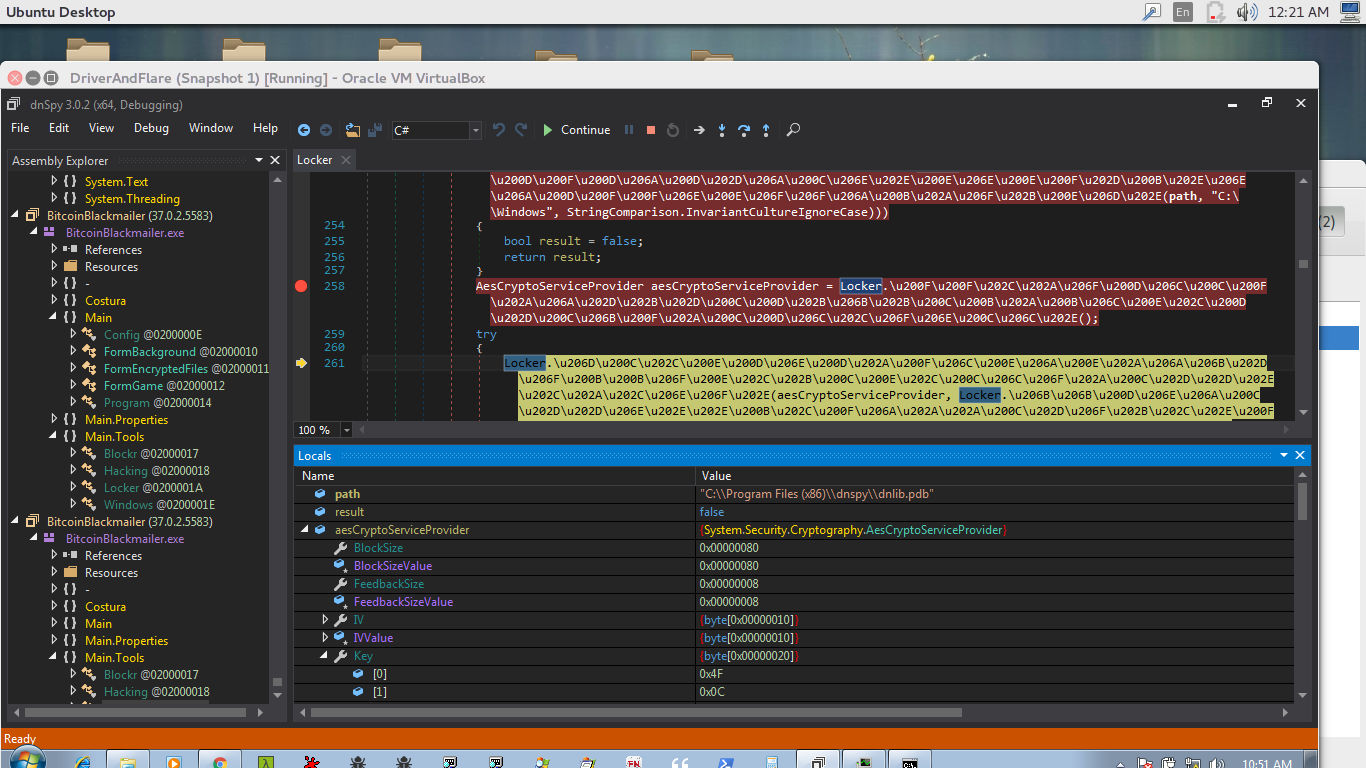 Ubuntu Desktop
En
12:21 AM
DriverAndFlare (Snapshot 1) [Running] - Oracle VM VirtualBox
dnSpy 3.0.2 (x64, Debugging)
File Edit View Debug Window Help C# Continue
Assembly Explorer
System.Text
System.Threading
BitcoinBlackmailer (37.0.2.5583)
BitcoinBlackmailer.exe
References
Resources
-
Costura
Main
Config @0200000E
FormBackground @02000010
FormEncryptedFiles @02000011
FormGame @02000012
Program @02000014
Main.Properties
Main.Tools
Blockr @02000017
Hacking @02000018
Locker @0200001A
Windows @0200001E
BitcoinBlackmailer (37.0.2.5583)
BitcoinBlackmailer.exe
References
Resources
-
Costura
Main
Main.Properties
Main.Tools
Blockr @02000017
Hacking @02000018
Locker
\u200D\u200F\u200D\u206A\u200D\u202D\u206A\u200C\u206E\u202E\u200E\u206E\u200E\u200F\u202D\u200B\u202E\u206E
\u206A\u200D\u200F\u200F\u206E\u200E\u206F\u206A\u206A\u200B\u202A\u206F\u202B\u200E\u206D\u202E(path, "C:\
\Windows", StringComparison.InvariantCultureIgnoreCase)))
254 {
255 bool result = false;
256 return result;
257 }
258 AesCryptoServiceProvider aesCryptoServiceProvider = Locker.\u200F\u200F\u202C\u202A\u206F\u200D\u206C\u200C\u200F
\u202A\u206A\u202D\u202B\u200D\u202D\u206B\u202B\u200C\u200B\u202A\u200B\u206C\u200E\u202C\u200D
\u202D\u200C\u206B\u200F\u202A\u200C\u200D\u206C\u202C\u206F\u200E\u200C\u206C\u202E();
259 try
260 {
261 Locker.\u206D\u200C\u202C\u200E\u200D\u206E\u200D\u202A\u200F\u206C\u200E\u206A\u200E\u202A\u206A\u206B\u202D
\u206F\u200B\u200B\u206F\u200E\u202C\u202B\u200C\u200E\u202C\u200C\u206C\u206F\u202A\u200C\u202D\u202D\u202E
\u202C\u202A\u202C\u206E\u206F\u202E(aesCryptoServiceProvider, Locker.\u206B\u206B\u200D\u206E\u206A\u200C
\u202D\u202D\u206E\u202D\u202B\u200C\u200F\u206A\u202A\u202A\u200C\u202D\u206F\u202B\u202C\u202E\u200F
100 %
Locals
Name Value
path "C:\\Program Files (x86)\\dnspy\\dnlib.pdb"
result false
aesCryptoServiceProvider {System.Security.Cryptography.AesCryptoServiceProvider}
BlockSize 0x00000080
BlockSizeValue 0x00000080
FeedbackSize 0x00000008
FeedbackSizeValue 0x00000008
IV {byte[0x00000010]}
IVValue {byte[0x00000010]}
Key {byte[0x00000020]}
[0] 0x4F
[1] 0x0C
Ready
10:51 AM
(2)